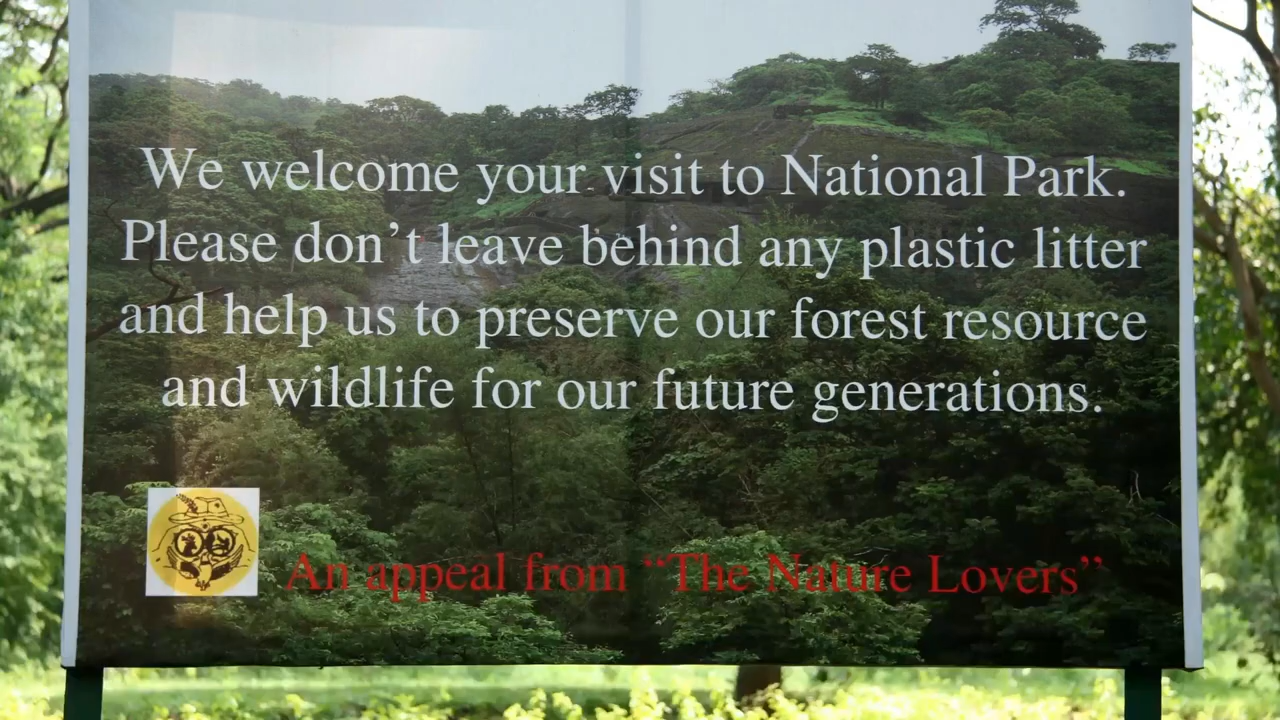 We welcome your visit to National Park.
Please don’t leave behind any plastic litter
and help us to preserve our forest resource
and wildlife for our future generations.
An appeal from “The Nature Lovers”